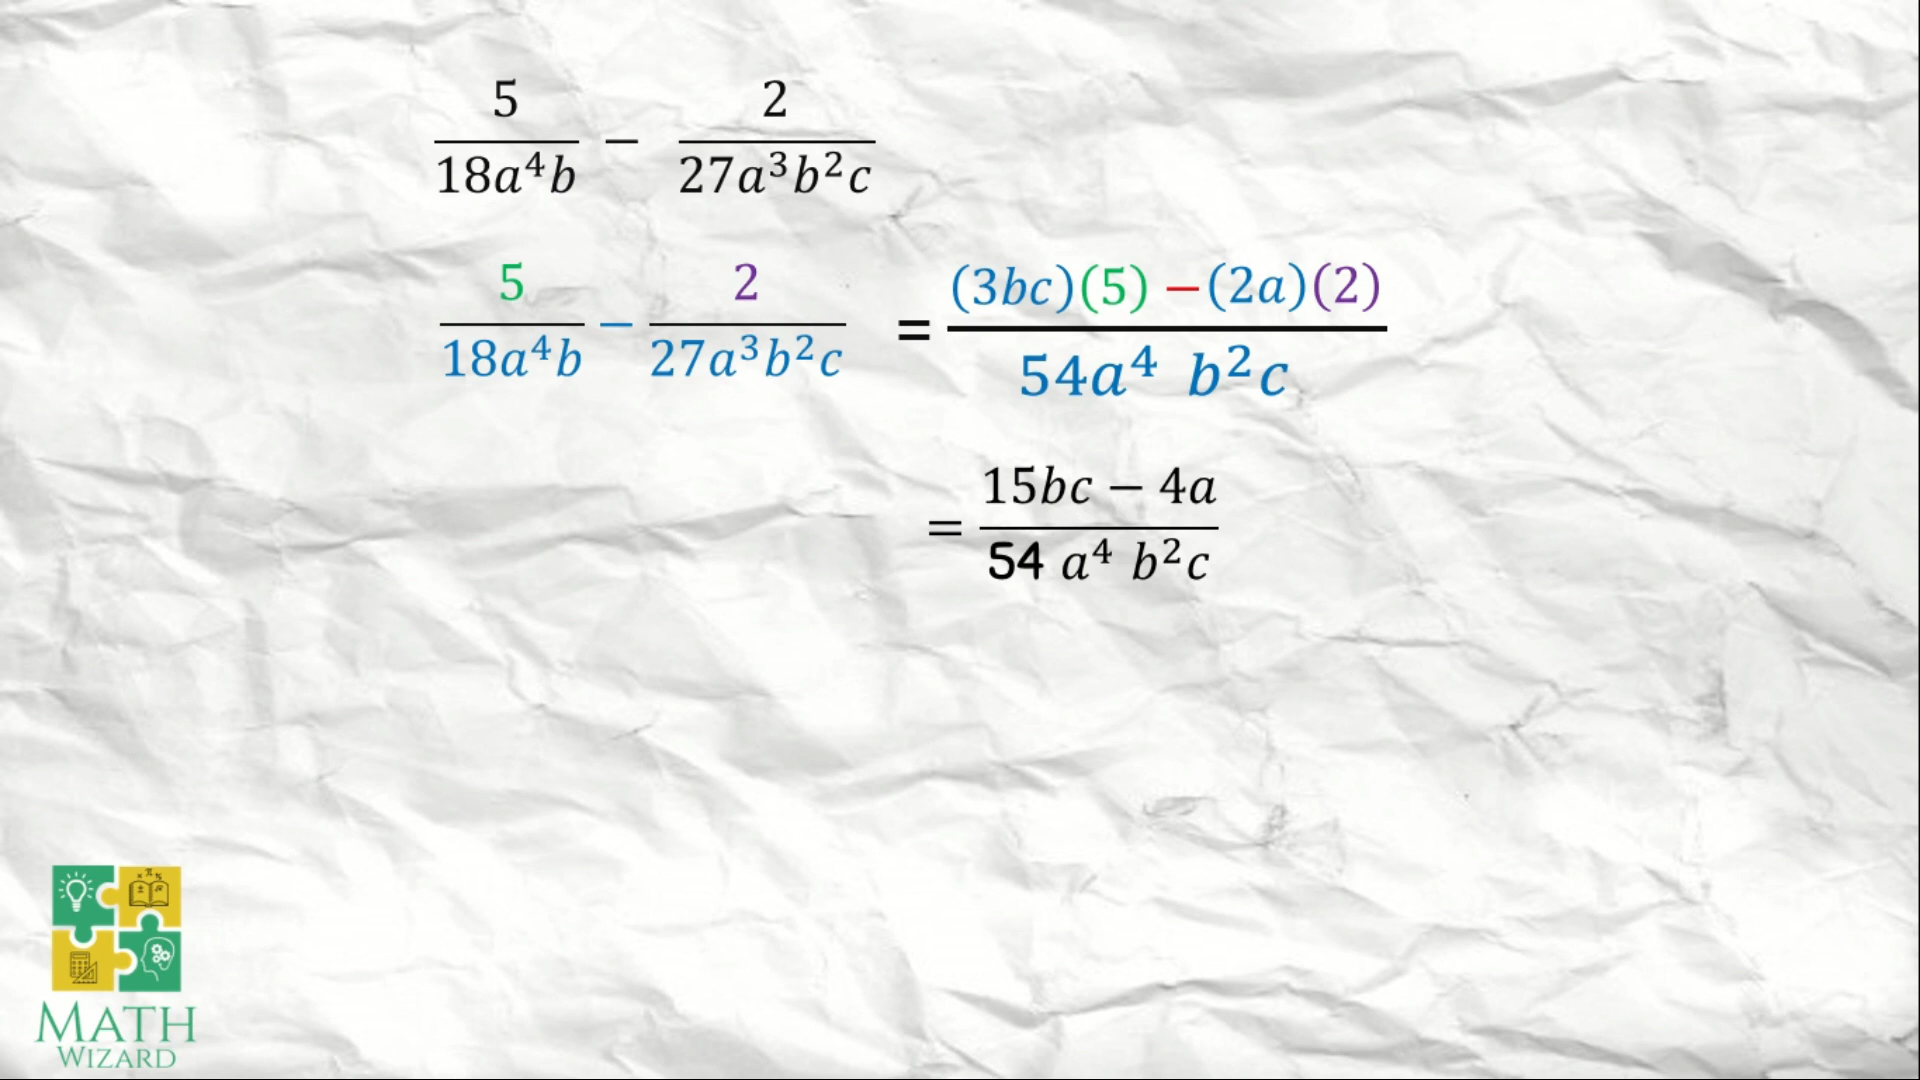 5/(18a⁴b) − 2/(27a³b²c)
5/(18a⁴b) − 2/(27a³b²c) = ((3bc)(5) − (2a)(2))/(54a⁴ b²c)
= (15bc − 4a)/(54 a⁴ b²c)
MATH
WIZARD